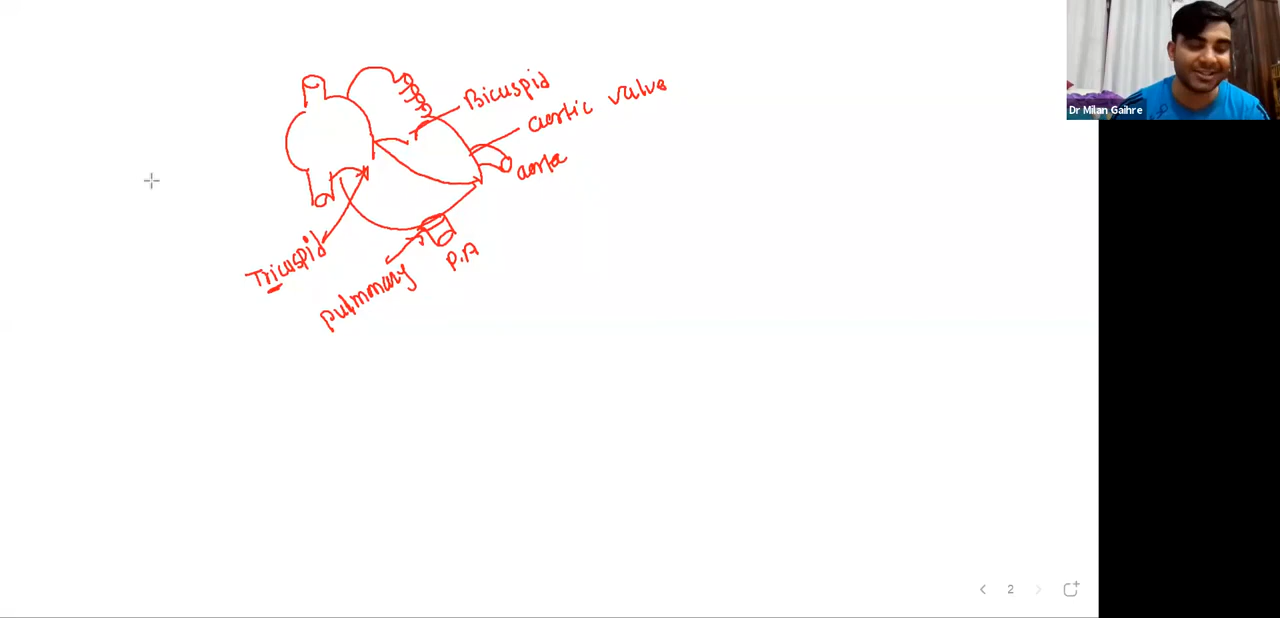 Bicuspid
aortic valve
Dr Milan Gaihre
aorta
Tricuspid
P.A
pulmonary
2